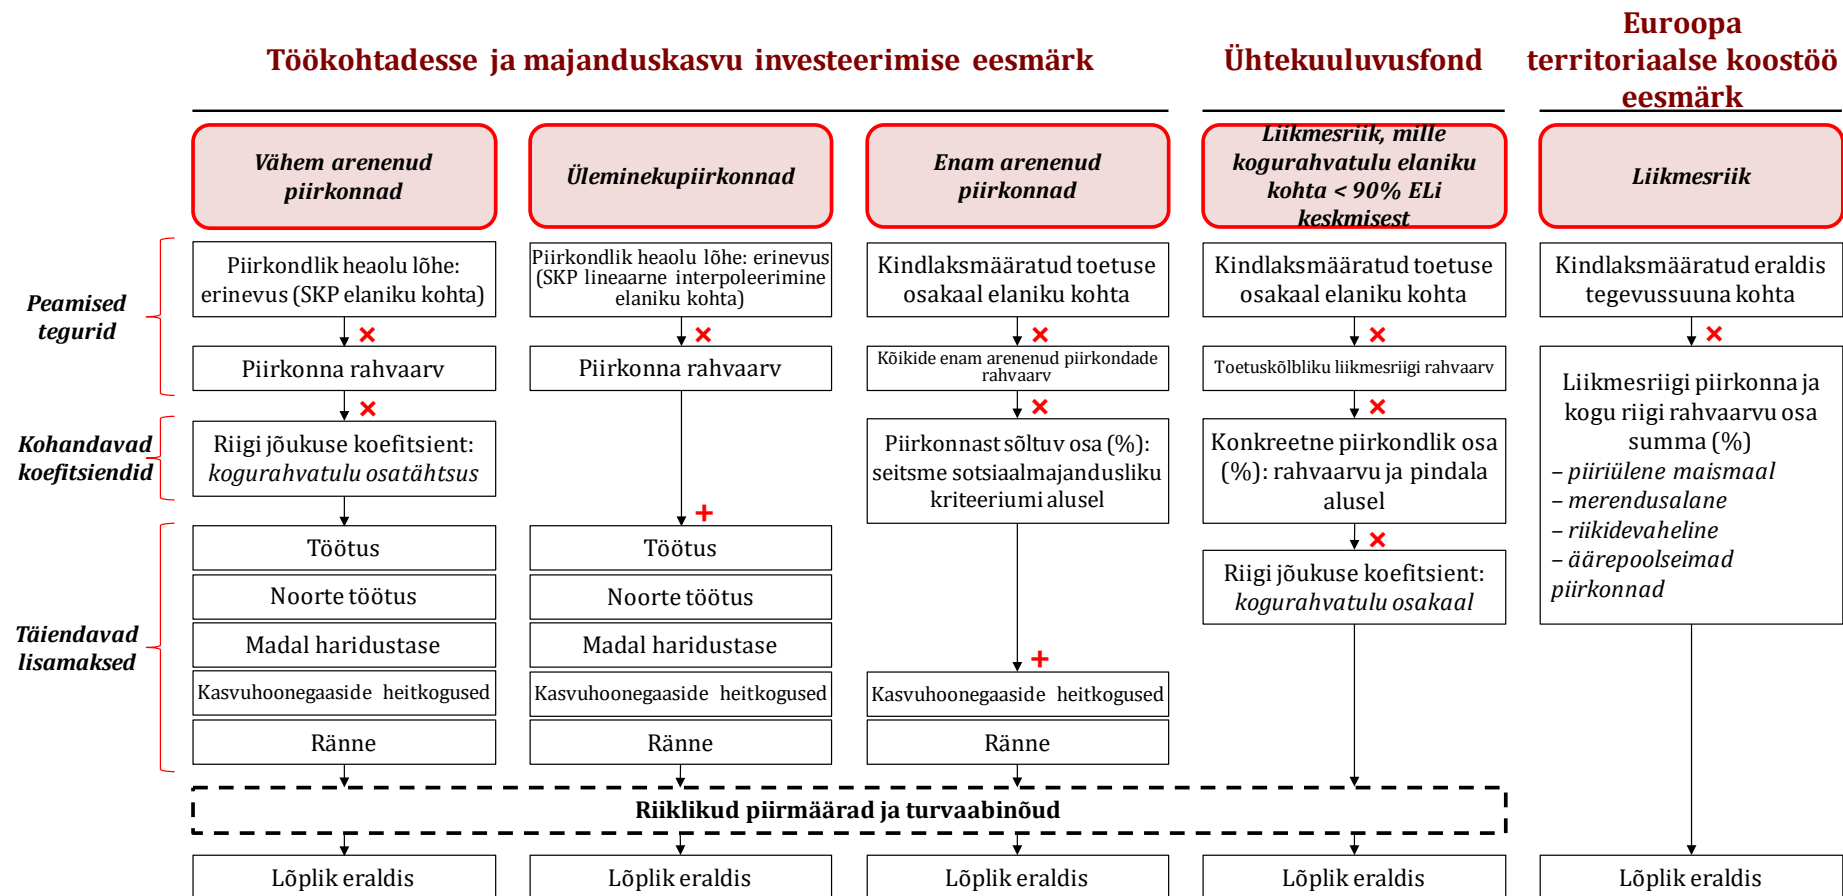 Töökohtadesse ja majanduskasvu investeerimise eesmärk
Ühtekuuluvusfond
Euroopa
territoriaalse koostöö
eesmärk
Vähem arenenud
piirkonnad
Üleminekupiirkonnad
Enam arenenud
piirkonnad
Liikmesriik, mille
kogurahvatulu elaniku
kohta < 90% ELi
keskmisest
Liikmesriik
Peamised
tegurid
Piirkondlik heaolu lõhe:
erinevus (SKP elaniku kohta)
Piirkondlik heaolu lõhe: erinevus
(SKP lineaarne interpoleerimine
elaniku kohta)
Kindlaksmääratud toetuse
osakaal elaniku kohta
Kindlaksmääratud toetuse
osakaal elaniku kohta
Kindlaksmääratud eraldis
tegevussuuna kohta
×
×
×
×
×
Piirkonna rahvaarv
Piirkonna rahvaarv
Kõikide enam arenenud piirkondade
rahvaarv
Toetuskõlbliku liikmesriigi rahvaarv
Liikmesriigi piirkonna ja
kogu riigi rahvaarvu osa
summa (%)
– piiriülene maismaal
– merendusalane
– riikidevaheline
– äärepoolseimad
piirkonnad
×
×
×
Kohandavad
koefitsiendid
Riigi jõukuse koefitsient:
kogurahvatulu osatähtsus
Piirkonnast sõltuv osa (%):
seitsme sotsiaalmajandusliku
kriteeriumi alusel
Konkreetne piirkondlik osa
(%): rahvaarvu ja pindala
alusel
+
×
Riigi jõukuse koefitsient:
kogurahvatulu osakaal
Täiendavad
lisamaksed
Töötus
Noorte töötus
Madal haridustase
Kasvuhoonegaaside heitkogused
Ränne
Töötus
Noorte töötus
Madal haridustase
Kasvuhoonegaaside heitkogused
Ränne
+
Kasvuhoonegaaside heitkogused
Ränne
Riiklikud piirmäärad ja turvaabinõud
Lõplik eraldis
Lõplik eraldis
Lõplik eraldis
Lõplik eraldis
Lõplik eraldis